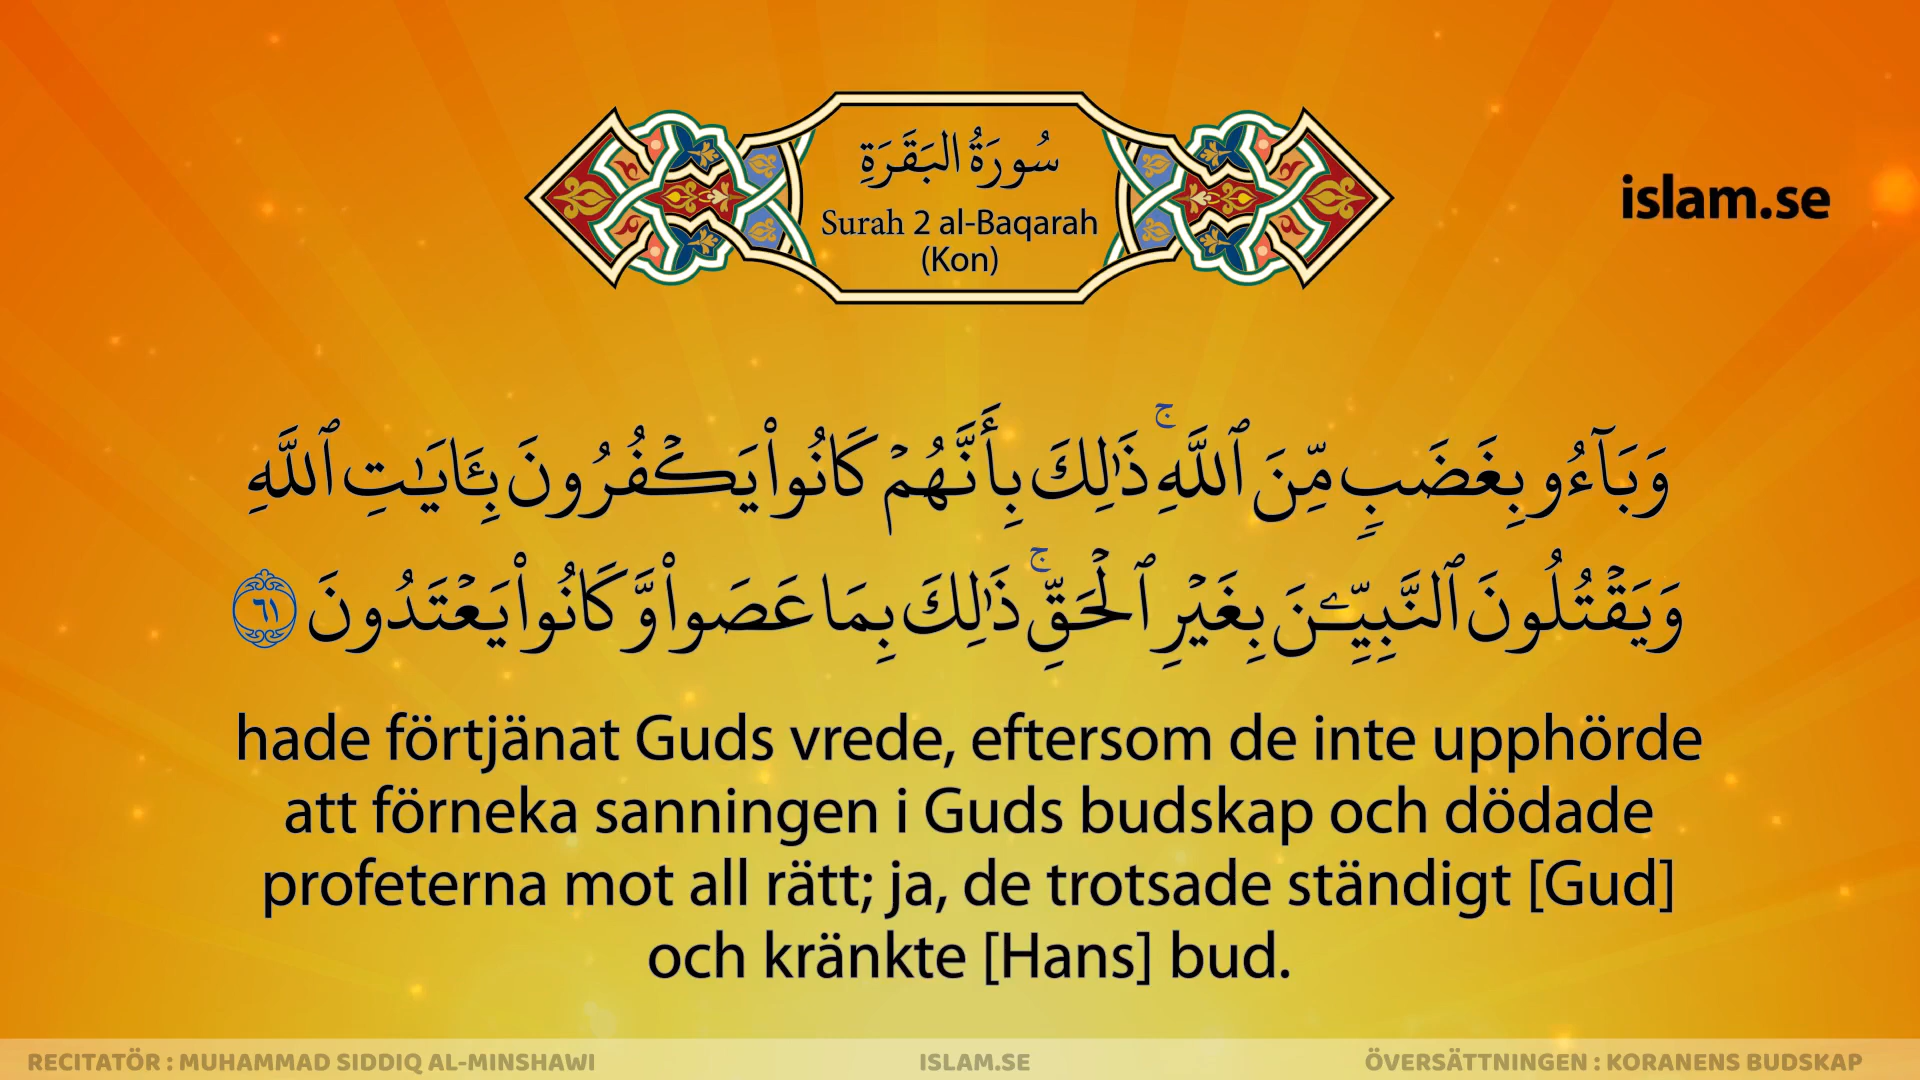 سُورَةُ البَقَرَةِ
Surah 2 al-Baqarah
(Kon)
islam.se
وَبَآءُو بِغَضَبٍ مِّنَ ٱللَّهِ ۚ ذَٰلِكَ بِأَنَّهُمۡ كَانُوا۟ يَكۡفُرُونَ بِـَٔايَـٰتِ ٱللَّهِ
وَيَقۡتُلُونَ ٱلنَّبِيِّـۧنَ بِغَيۡرِ ٱلۡحَقِّ ۚ ذَٰلِكَ بِمَا عَصَوا۟ وَّكَانُوا۟ يَعۡتَدُونَ ٦١
hade förtjänat Guds vrede, eftersom de inte upphörde
att förneka sanningen i Guds budskap och dödade
profeterna mot all rätt; ja, de trotsade ständigt [Gud]
och kränkte [Hans] bud.
RECITATÖR : MUHAMMAD SIDDIQ AL-MINSHAWI
ISLAM.SE
ÖVERSÄTTNINGEN : KORANENS BUDSKAP